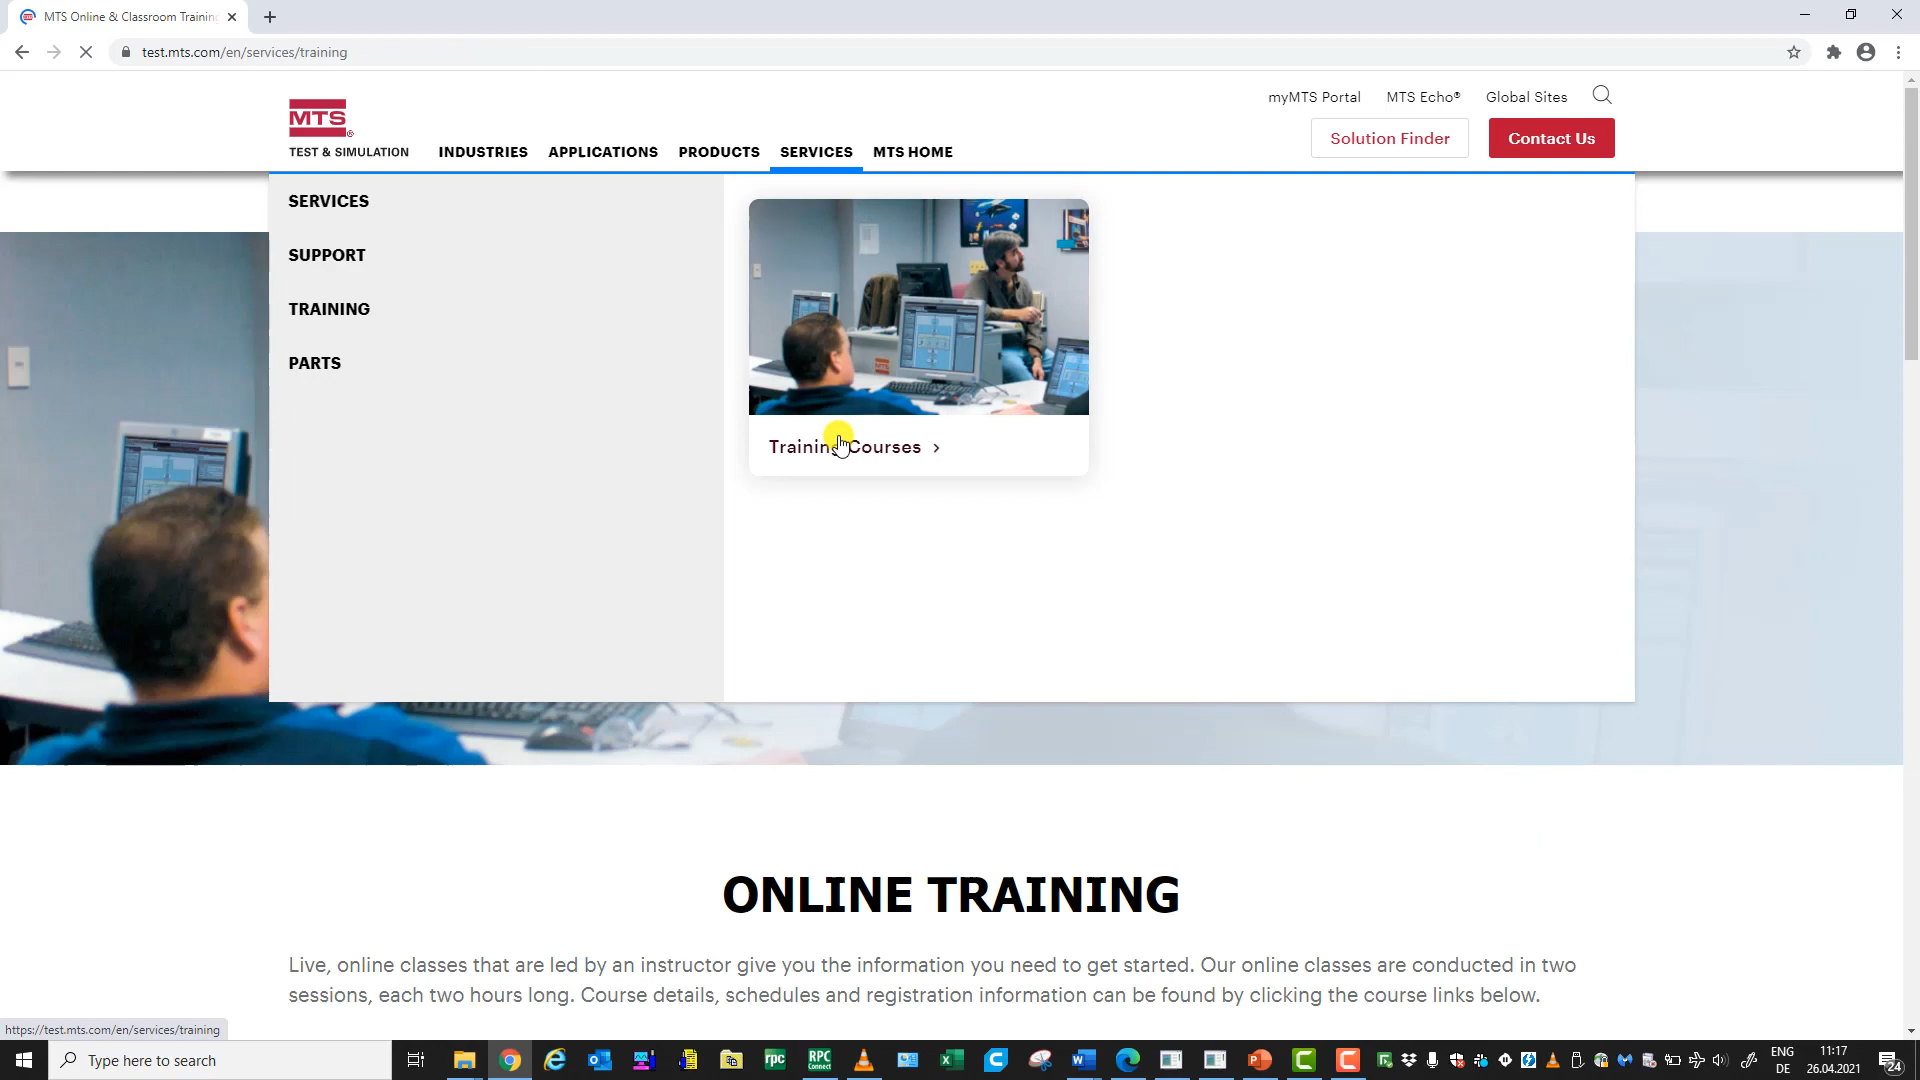 MTS Online & Classroom Training
test.mts.com/en/services/training
myMTS Portal
MTS Echo®
Global Sites
MTS®
TEST & SIMULATION
INDUSTRIES
APPLICATIONS
PRODUCTS
SERVICES
MTS HOME
Solution Finder
Contact Us
SERVICES
SUPPORT
TRAINING
PARTS
Training Courses
ONLINE TRAINING
Live, online classes that are led by an instructor give you the information you need to get started. Our online classes are conducted in two
sessions, each two hours long. Course details, schedules and registration information can be found by clicking the course links below.
https://test.mts.com/en/services/training
Type here to search
rpc
RPC
Connect
ENG
DE
11:17
26.04.2021
24